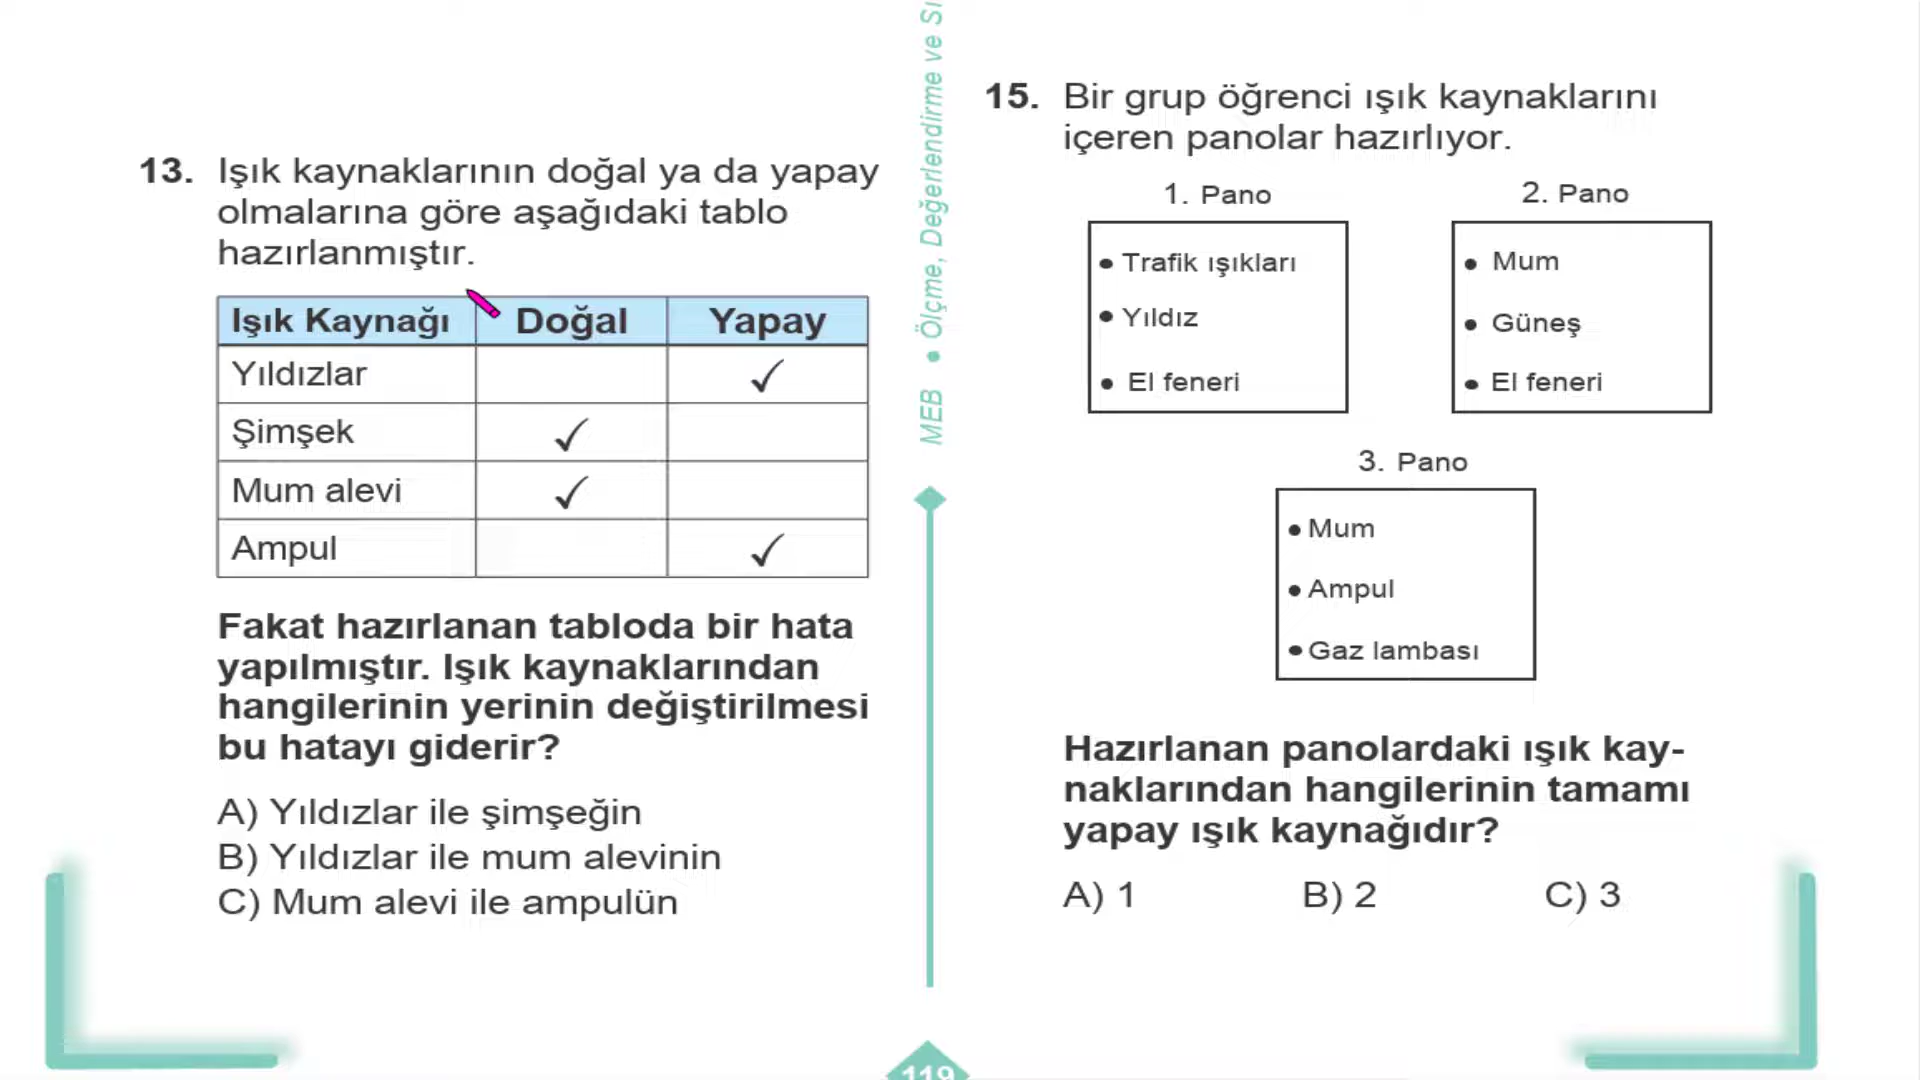 13. Işık kaynaklarının doğal ya da yapay
olmalarına göre aşağıdaki tablo
hazırlanmıştır.
Işık Kaynağı Doğal Yapay
Yıldızlar ✓
Şimşek ✓
Mum alevi ✓
Ampul ✓
Fakat hazırlanan tabloda bir hata
yapılmıştır. Işık kaynaklarından
hangilerinin yerinin değiştirilmesi
bu hatayı giderir?
A) Yıldızlar ile şimşeğin
B) Yıldızlar ile mum alevinin
C) Mum alevi ile ampulün
MEB • Ölçme, Değerlendirme ve
15. Bir grup öğrenci ışık kaynaklarını
içeren panolar hazırlıyor.
1. Pano
• Trafik ışıkları
• Yıldız
• El feneri
2. Pano
• Mum
• Güneş
• El feneri
3. Pano
• Mum
• Ampul
• Gaz lambası
Hazırlanan panolardaki ışık kay-
naklarından hangilerinin tamamı
yapay ışık kaynağıdır?
A) 1 B) 2 C) 3
119